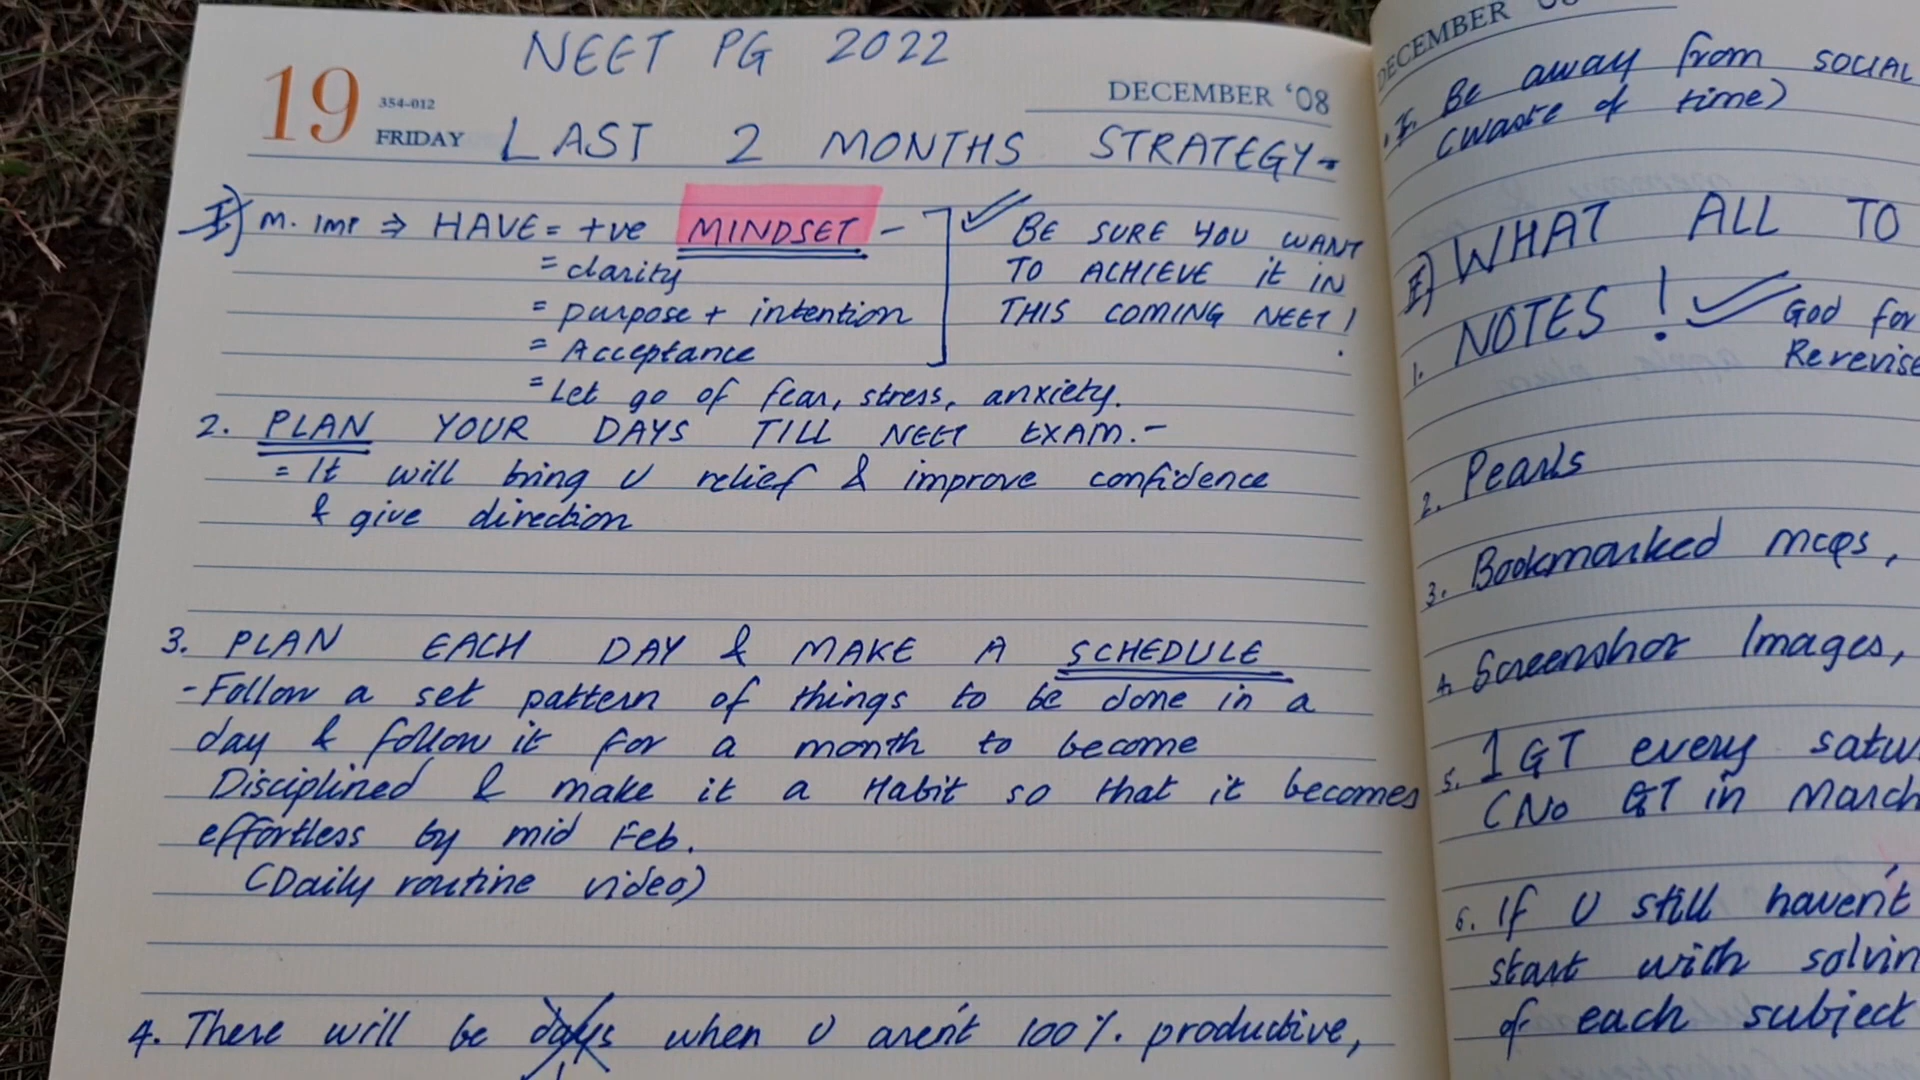 NEET PG 2022
19
354-012
FRIDAY
DECEMBER '08
LAST 2 MONTHS STRATEGY-
I) M. IMP ⇒ HAVE = +ve MINDSET -
= clarity
= purpose + intention
= Acceptance
= Let go of fear, stress, anxiety.
✓ BE SURE YOU WANT
TO ACHIEVE it IN
THIS COMING NEET!
2. PLAN YOUR DAYS TILL NEET EXAM.-
= It will bring U relief & improve confidence
& give direction
3. PLAN EACH DAY & MAKE A SCHEDULE
- Follow a set pattern of things to be done in a
day & follow it for a month to become
Disciplined & make it a Habit so that it becomes
effortless by mid Feb.
(Daily routine video)
4. There will be days when U aren't 100%. productive,
DECEMBER
Be away from SOCIAL
(waste of time)
II) WHAT ALL TO
1. NOTES! ✓ God for
Rerevise
2. Pearls
3. Bookmarked mcqs,
4. Screenshot Images,
5. 1 GT every satu
(No GT in March
6. If U still haven't
start with solvin
of each subject